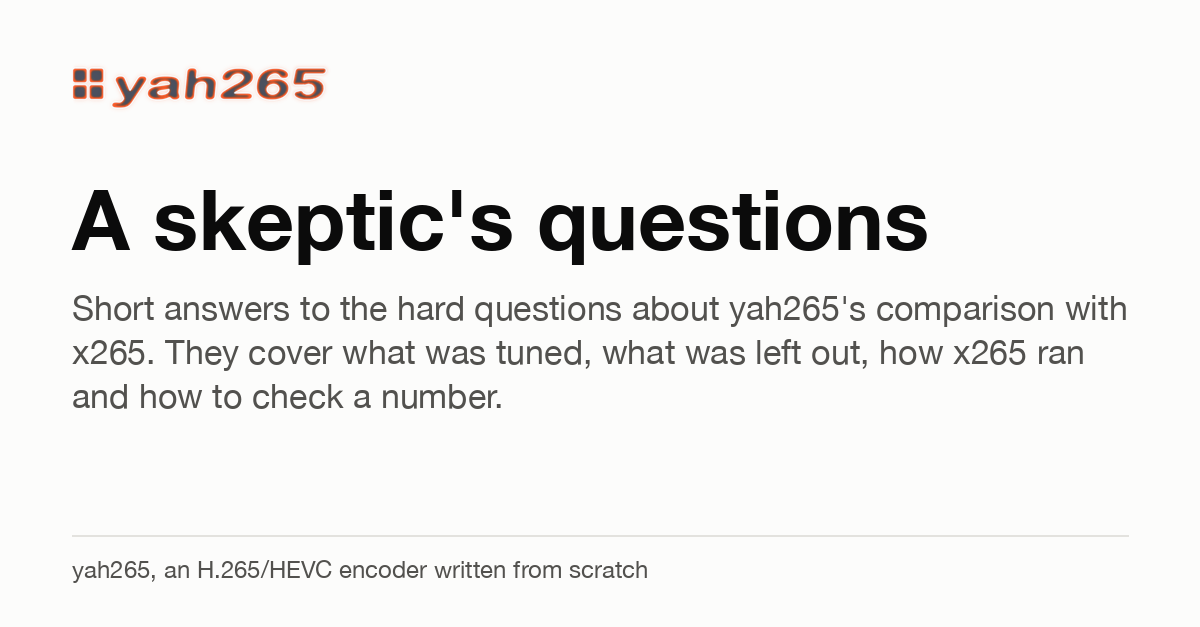 yah265
A skeptic's questions
Short answers to the hard questions about yah265's comparison with
x265. They cover what was tuned, what was left out, how x265 ran
and how to check a number.
yah265, an H.265/HEVC encoder written from scratch